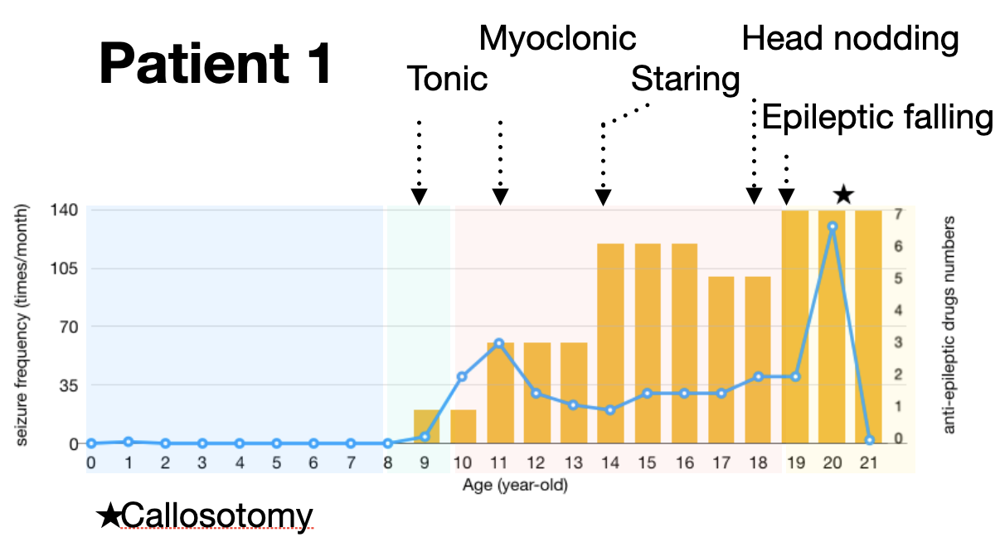 Patient 1
Myoclonic
Head nodding
Tonic
Staring
Epileptic falling
★
seizure frequency (times/month)
140
105
70
35
0
7
6
5
4
3
2
1
0
anti-epileptic drugs numbers
0 1 2 3 4 5 6 7 8 9 10 11 12 13 14 15 16 17 18 19 20 21
Age (year-old)
★Callosotomy